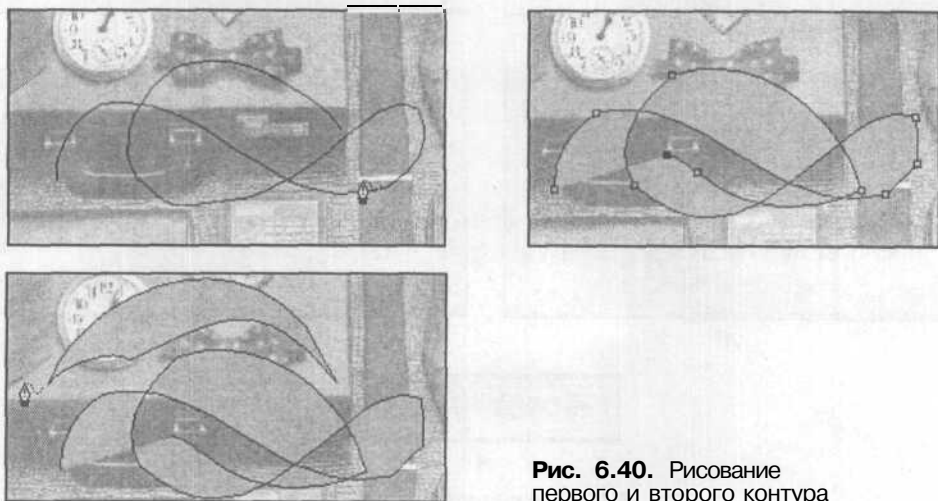 Рис. 6.40. Рисование
первого и второго контура